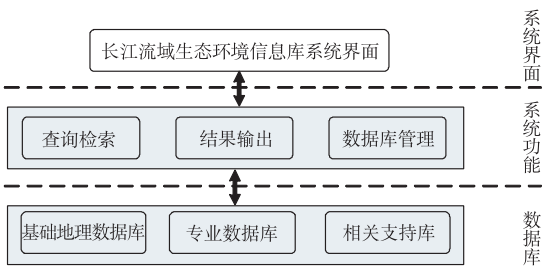 长江流域生态环境信息库系统界面
系统界面
查询检索
结果输出
数据库管理
系统功能
基础地理数据库
专业数据库
相关支持库
数据库